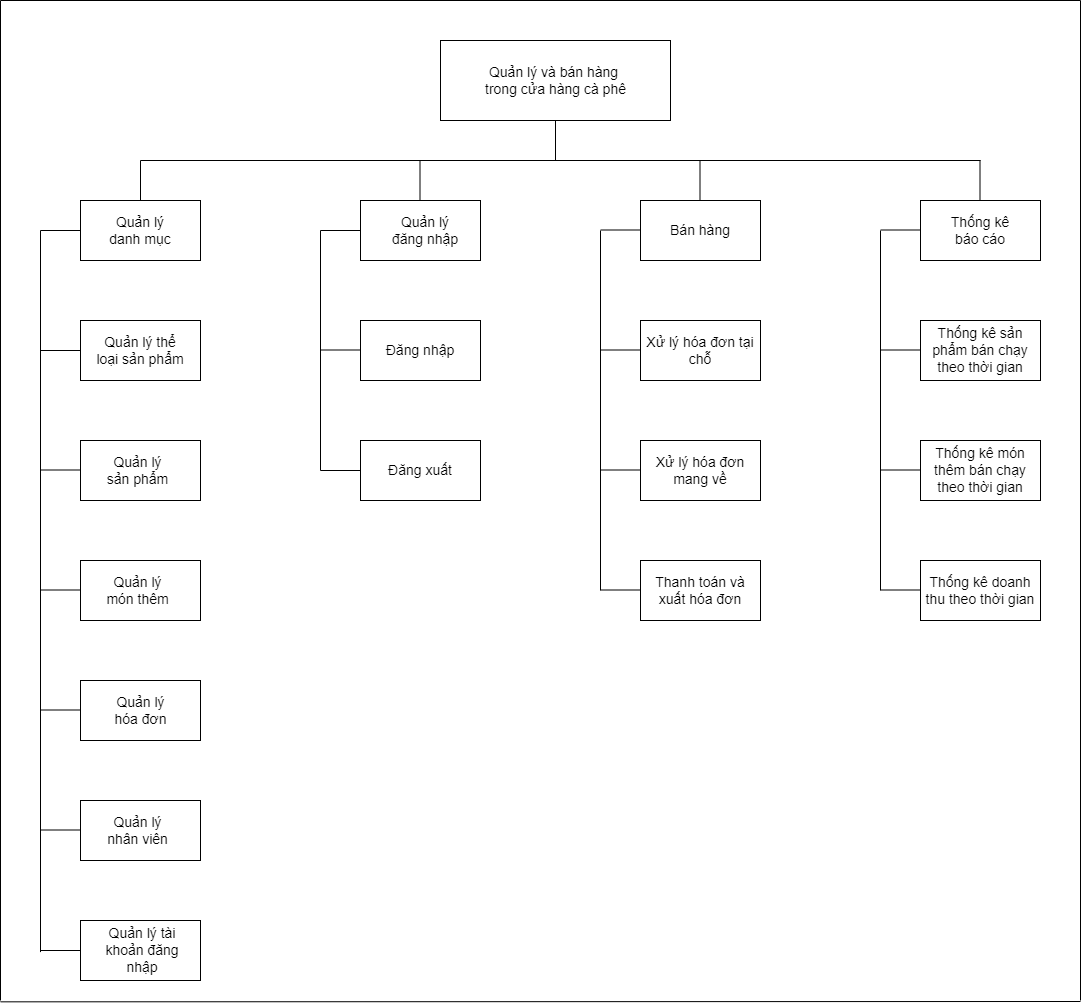 Quản lý và bán hàng
trong cửa hàng cà phê
Quản lý
danh mục
Quản lý thể
loại sản phẩm
Quản lý
sản phẩm
Quản lý
món thêm
Quản lý
hóa đơn
Quản lý
nhân viên
Quản lý tài
khoản đăng
nhập
Quản lý
đăng nhập
Đăng nhập
Đăng xuất
Bán hàng
Xử lý hóa đơn tại
chỗ
Xử lý hóa đơn
mang về
Thanh toán và
xuất hóa đơn
Thống kê
báo cáo
Thống kê sản
phẩm bán chạy
theo thời gian
Thống kê món
thêm bán chạy
theo thời gian
Thống kê doanh
thu theo thời gian